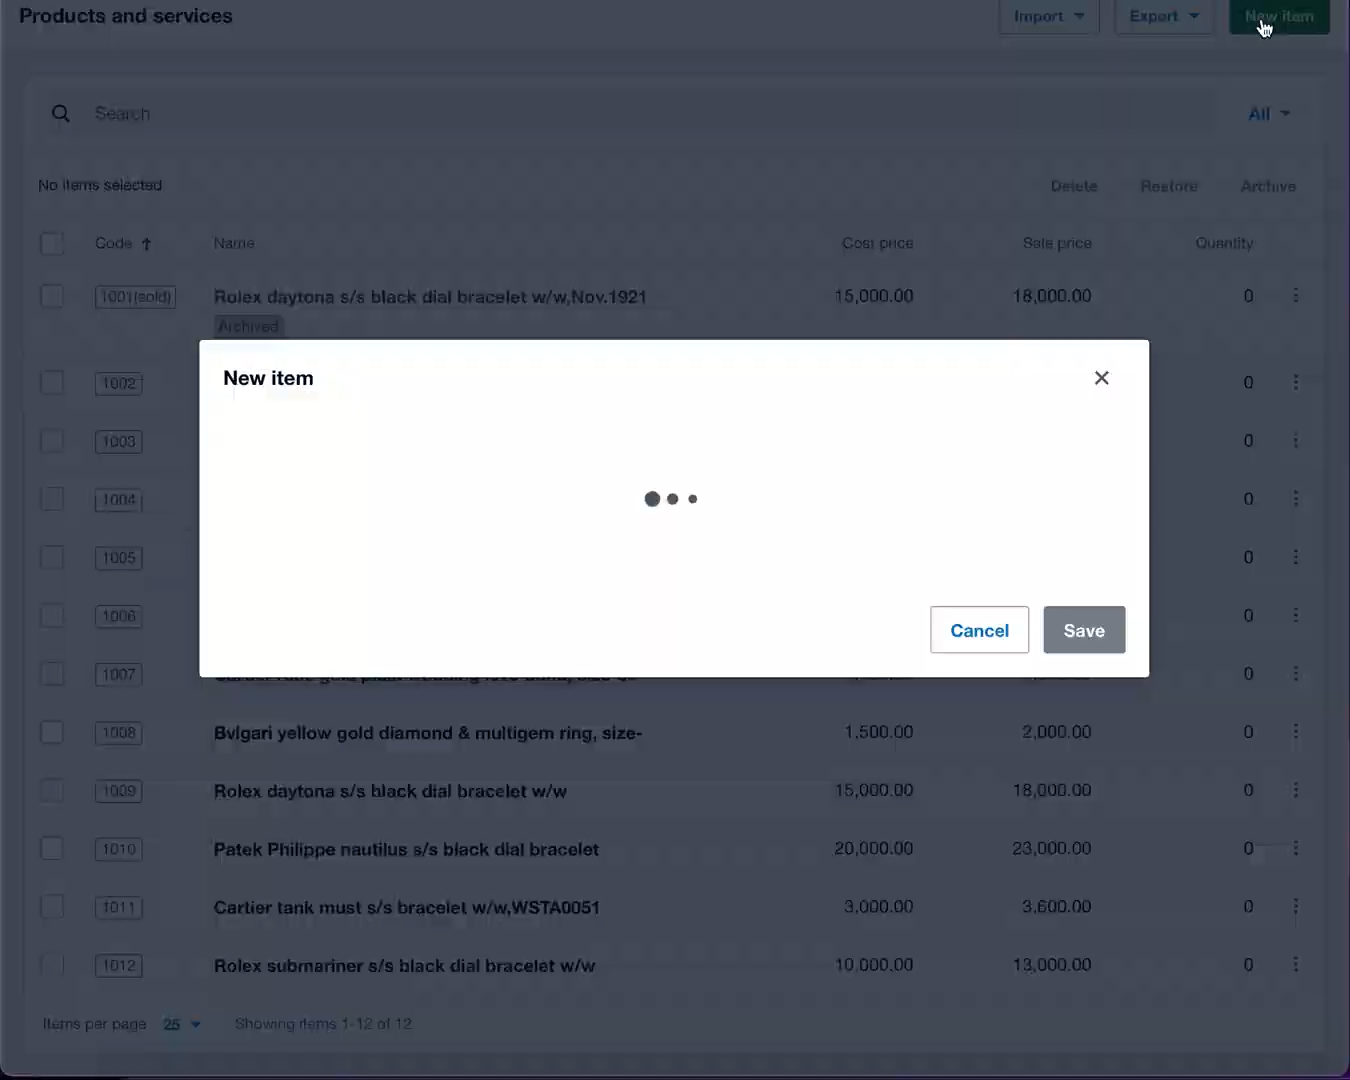 Products and services
Import
Export
New item
Search
All
No items selected
Delete
Restore
Archive
Code ↑ Name Cost price Sale price Quantity
1001(sold) Rolex daytona s/s black dial bracelet w/w,Nov.1921 15,000.00 18,000.00 0
Archived
New item
1002 0
1003 0
1004 0
1005 0
1006 0
Cancel
Save
1007 0
1008 Bvlgari yellow gold diamond & multigem ring, size- 1,500.00 2,000.00 0
1009 Rolex daytona s/s black dial bracelet w/w 15,000.00 18,000.00 0
1010 Patek Philippe nautilus s/s black dial bracelet 20,000.00 23,000.00 0
1011 Cartier tank must s/s bracelet w/w,WSTA0051 3,000.00 3,600.00 0
1012 Rolex submariner s/s black dial bracelet w/w 10,000.00 13,000.00 0
Items per page 25 Showing items 1-12 of 12